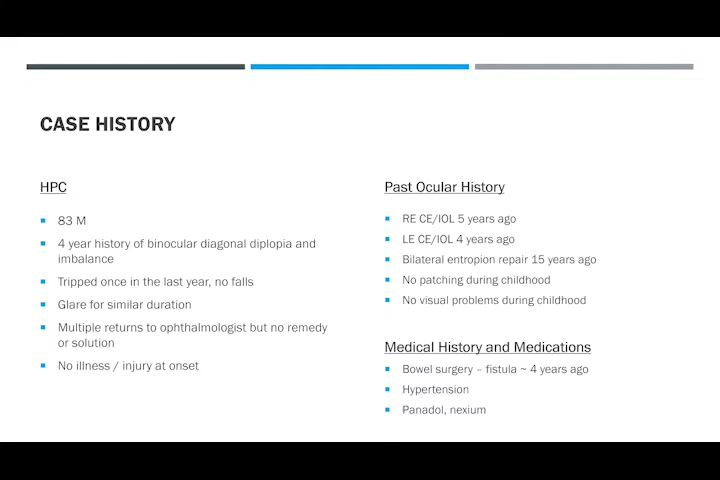 CASE HISTORY
HPC
83 M
4 year history of binocular diagonal diplopia and
imbalance
Tripped once in the last year, no falls
Glare for similar duration
Multiple returns to ophthalmologist but no remedy
or solution
No illness / injury at onset
Past Ocular History
RE CE/IOL 5 years ago
LE CE/IOL 4 years ago
Bilateral entropion repair 15 years ago
No patching during childhood
No visual problems during childhood
Medical History and Medications
Bowel surgery – fistula ~ 4 years ago
Hypertension
Panadol, nexium